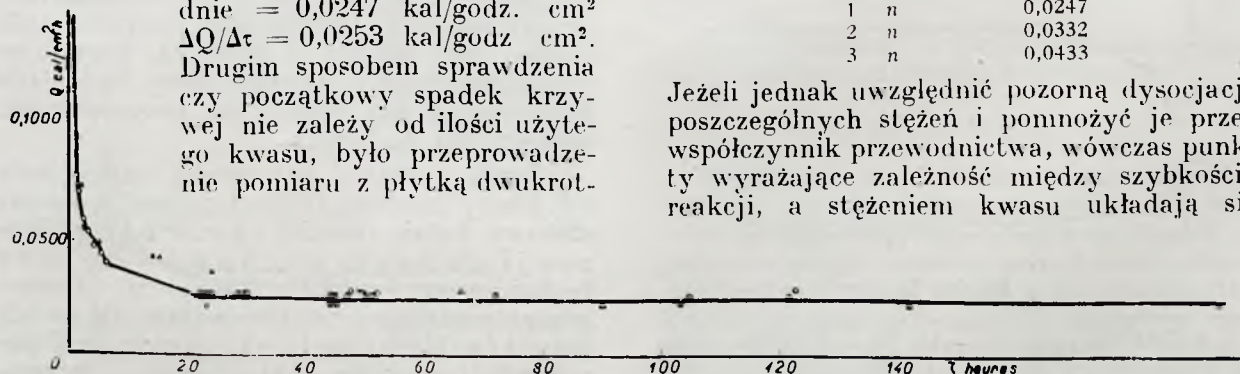 dnie = 0,0247 kal/godz. cm²
ΔQ/Δτ = 0,0253 kal/godz cm².
Drugim sposobem sprawdzenia
czy początkowy spadek krzy-
wej nie zależy od ilości użyte-
go kwasu, było przeprowadze-
nie pomiaru z płytką dwukrot-
1 n 0,0247
2 n 0,0332
3 n 0,0433
Jeżeli jednak uwzględnić pozorną dysocjacj
poszczególnych stężeń i pomnożyć je prze
współczynnik przewodnictwa, wówczas punk
ty wyrażające zależność między szybkości
reakcji, a stężeniem kwasu układają si
Q cal/cm²h
0,1000
0,0500
0 20 40 60 80 100 120 140 τ heures